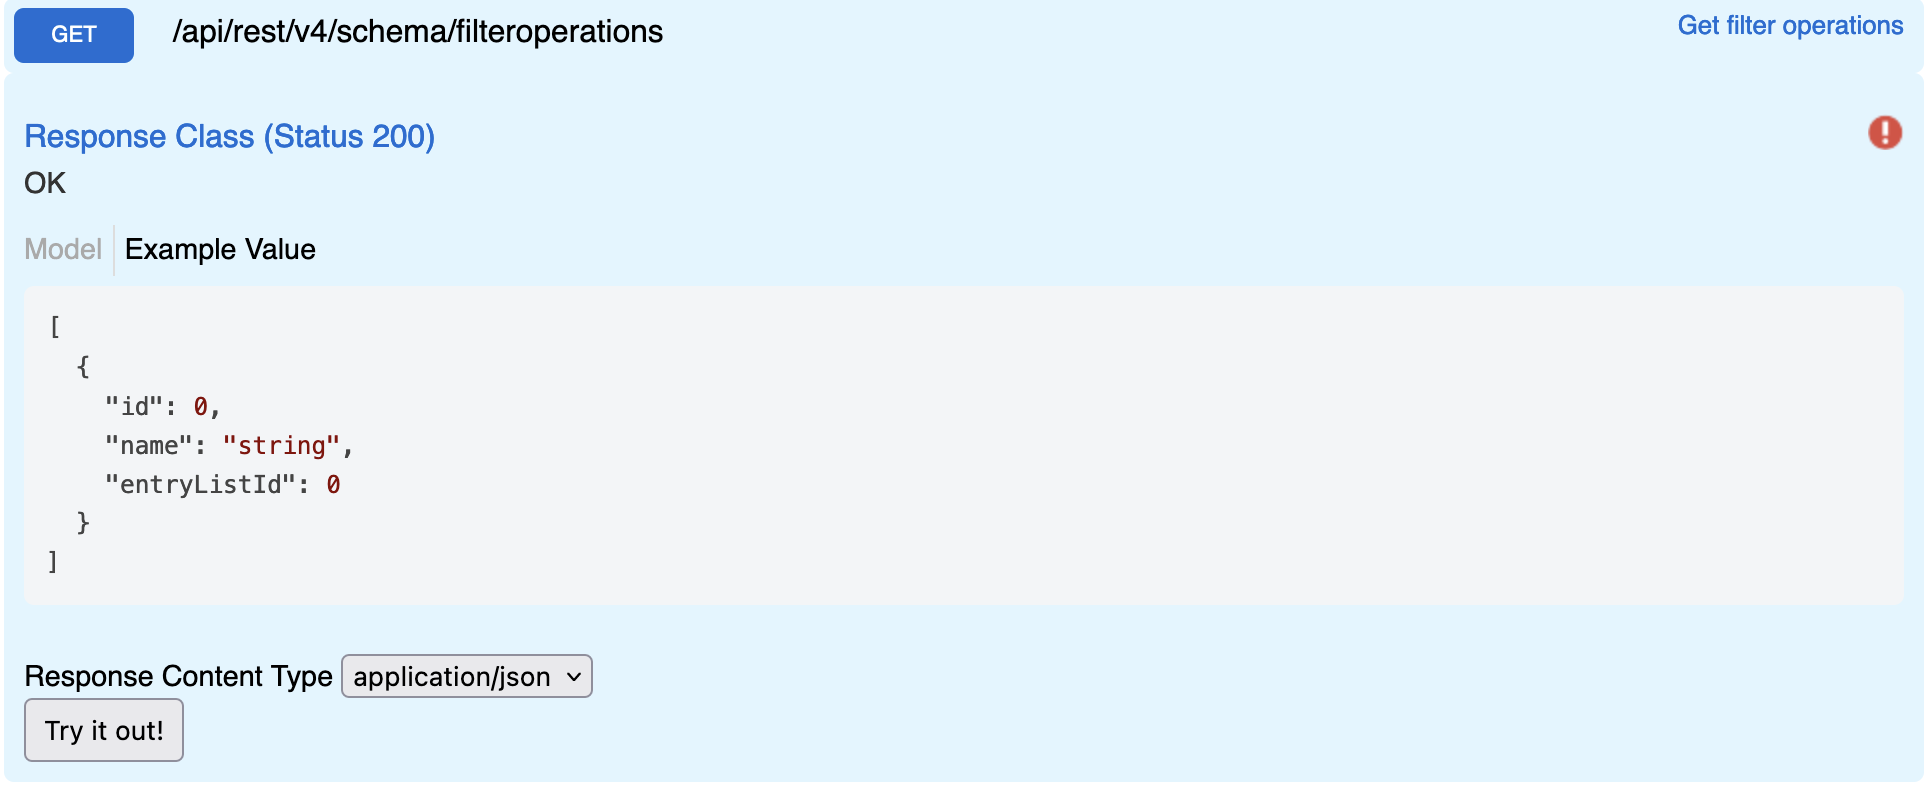 GET /api/rest/v4/schema/filteroperations Get filter operations
Response Class (Status 200)
OK
Model Example Value
[
  {
    "id": 0,
    "name": "string",
    "entryListId": 0
  }
]
Response Content Type application/json
Try it out!